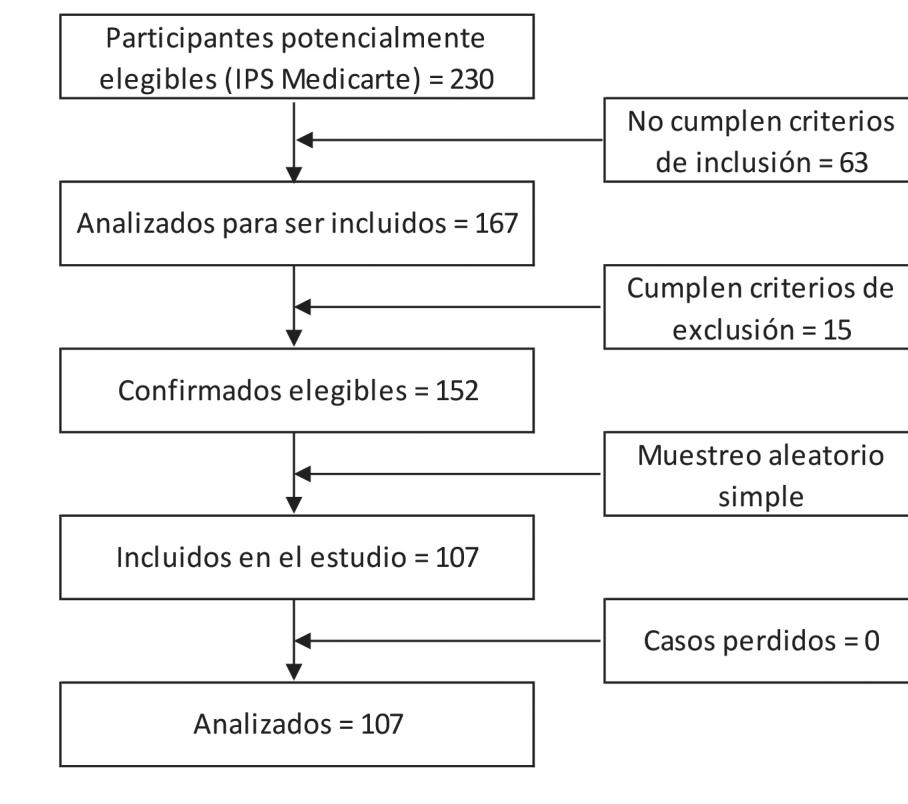 Participantes potencialmente
elegibles (IPS Medicarte) = 230
No cumplen criterios
de inclusión = 63
Analizados para ser incluidos = 167
Cumplen criterios de
exclusión = 15
Confirmados elegibles = 152
Muestreo aleatorio
simple
Incluidos en el estudio = 107
Casos perdidos = 0
Analizados = 107